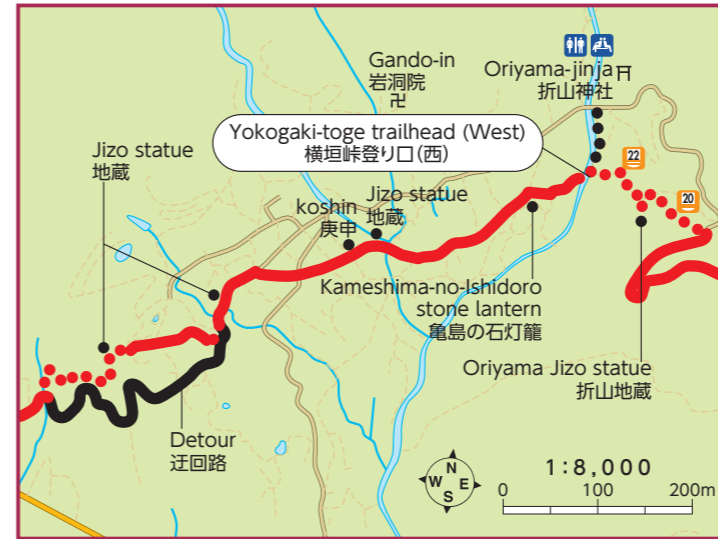 Gando-in
岩洞院
卍
Oriyama-jinja
折山神社
Yokogaki-toge trailhead (West)
横垣峠登り口(西)
22
20
Jizo statue
地蔵
koshin
庚申
Jizo statue
地蔵
Kameshima-no-Ishidoro
stone lantern
亀島の石灯籠
Oriyama Jizo statue
折山地蔵
Detour
迂回路
N
W E
S
1:8,000
0 100 200m